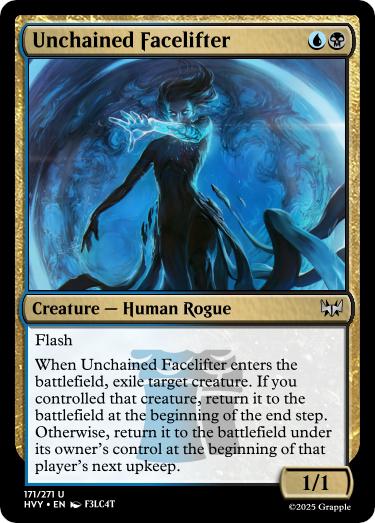 Unchained Facelifter
Creature — Human Rogue
Flash
When Unchained Facelifter enters the
battlefield, exile target creature. If you
controlled that creature, return it to the
battlefield at the beginning of the end step.
Otherwise, return it to the battlefield under
its owner's control at the beginning of that
player's next upkeep.
1/1
171/271 U
HVY • EN F3LC4T
©2025 Grapple